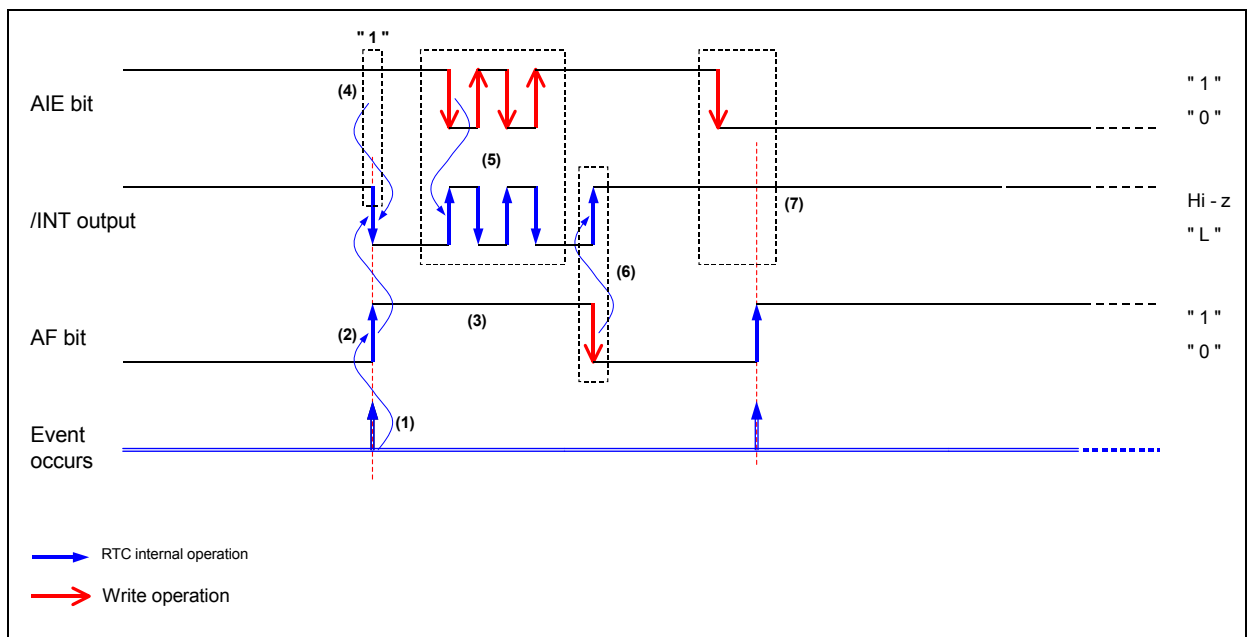 " 1 "
AIE bit
(4)
" 1 "
" 0 "
(5)
/INT output
(7)
Hi - z
" L "
(6)
AF bit
(2)
(3)
" 1 "
" 0 "
(1)
Event
occurs
RTC internal operation
Write operation